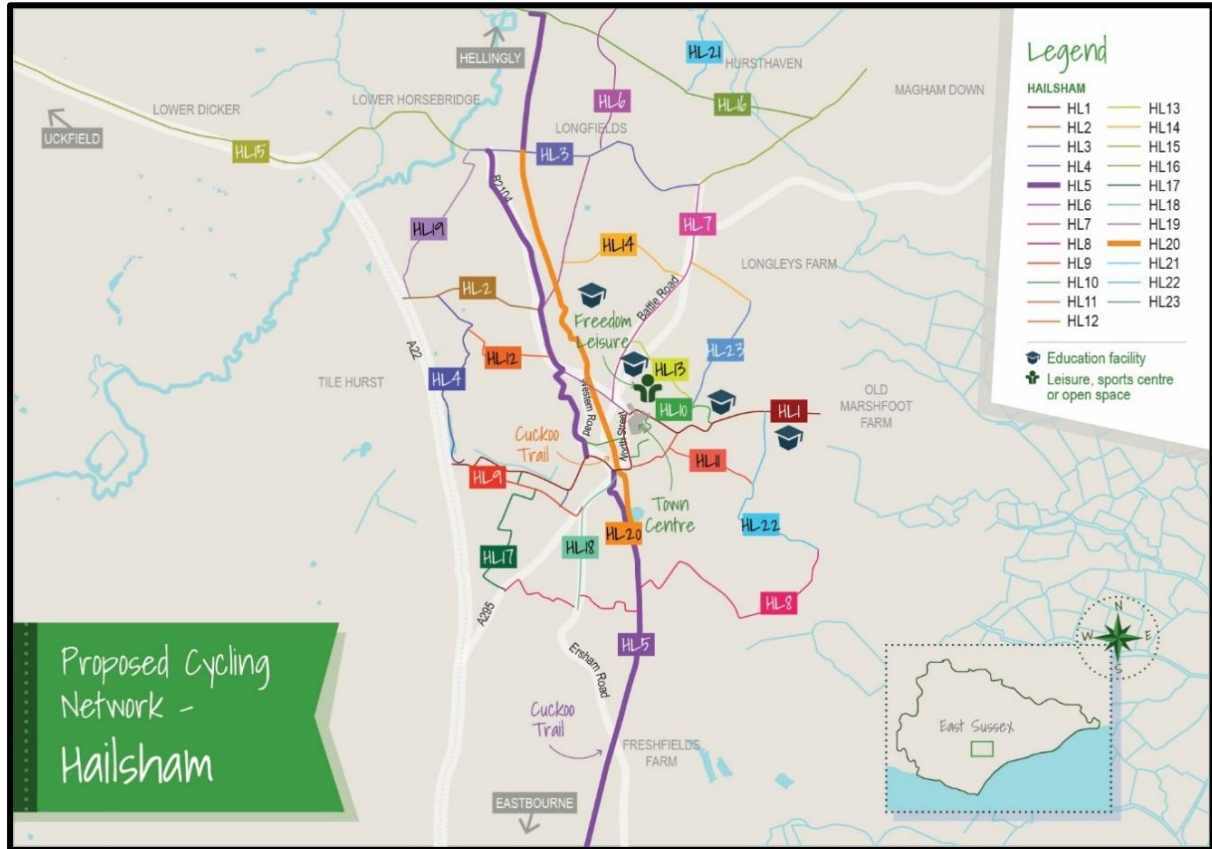 HELLINGLY
HL21
HURSTHAVEN
MAGHAM DOWN
LOWER DICKER
LOWER HORSEBRIDGE
HL6
HL16
UCKFIELD
LONGFIELDS
HL15
HL3
B2104
HL19
HL7
HL14
LONGLEYS FARM
HL2
Battle Road
Freedom
Leisure
A22
HL12
HL23
HL13
TILE HURST
HL4
OLD
MARSHFOOT
FARM
Western Road
HL10
HL1
North Street
Cuckoo
Trail
HL11
HL9
Town
Centre
HL22
HL20
HL17
HL18
HL8
A295
HL5
Ersham Road
Cuckoo
Trail
FRESHFIELDS
FARM
EASTBOURNE
Legend
HAILSHAM
HL1
HL2
HL3
HL4
HL5
HL6
HL7
HL8
HL9
HL10
HL11
HL12
HL13
HL14
HL15
HL16
HL17
HL18
HL19
HL20
HL21
HL22
HL23
Education facility
Leisure, sports centre
or open space
Proposed Cycling
Network -
Hailsham
N
W E
S
East Sussex